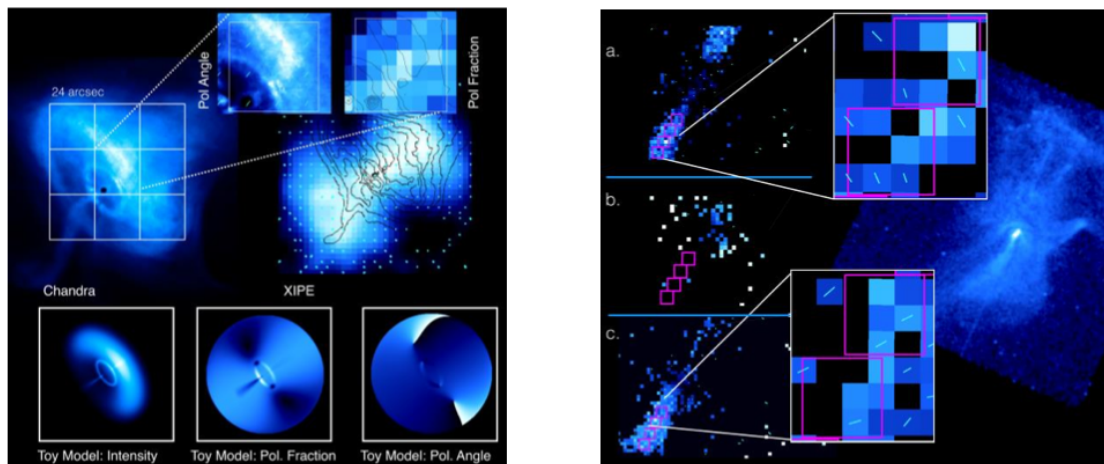 24 arcsec
Pol Angle
Pol Fraction
Chandra
XIPE
Toy Model: Intensity
Toy Model: Pol. Fraction
Toy Model: Pol. Angle
a.
b.
c.